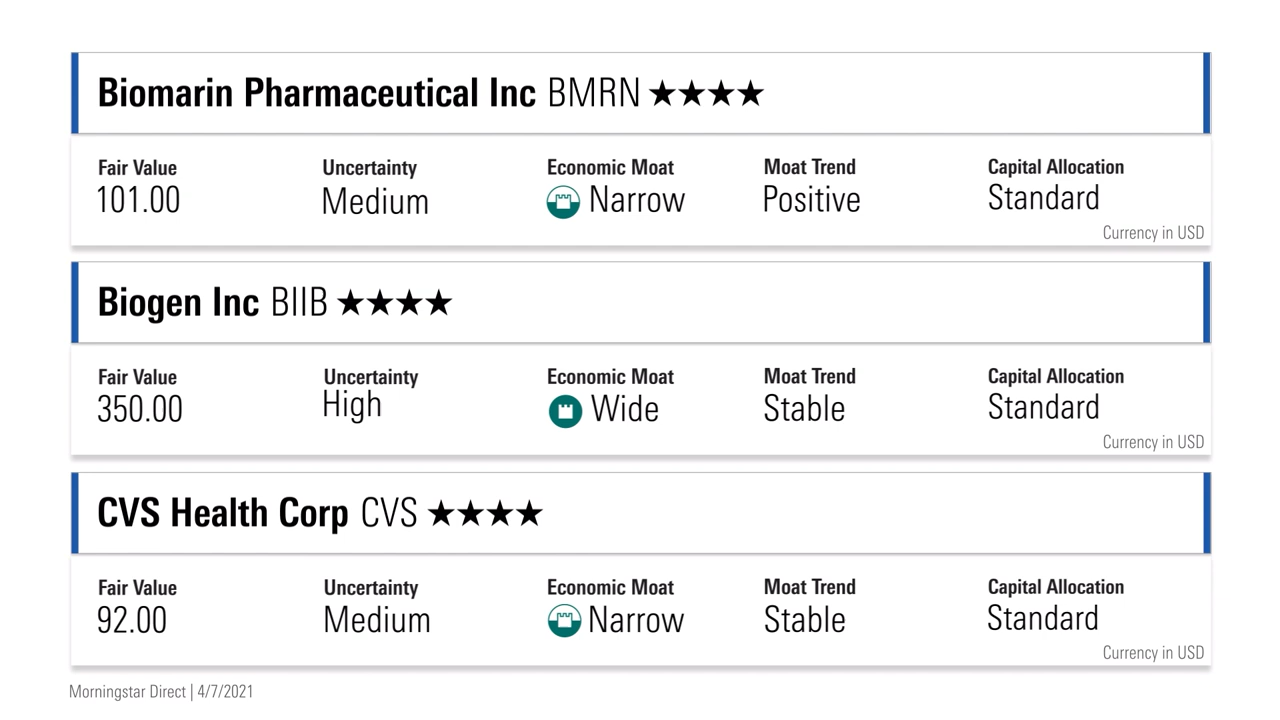 Biomarin Pharmaceutical Inc BMRN ★★★★
Fair Value Uncertainty Economic Moat Moat Trend Capital Allocation
101.00 Medium Narrow Positive Standard
Currency in USD
Biogen Inc BIIB ★★★★
Fair Value Uncertainty Economic Moat Moat Trend Capital Allocation
350.00 High Wide Stable Standard
Currency in USD
CVS Health Corp CVS ★★★★
Fair Value Uncertainty Economic Moat Moat Trend Capital Allocation
92.00 Medium Narrow Stable Standard
Currency in USD
Morningstar Direct | 4/7/2021